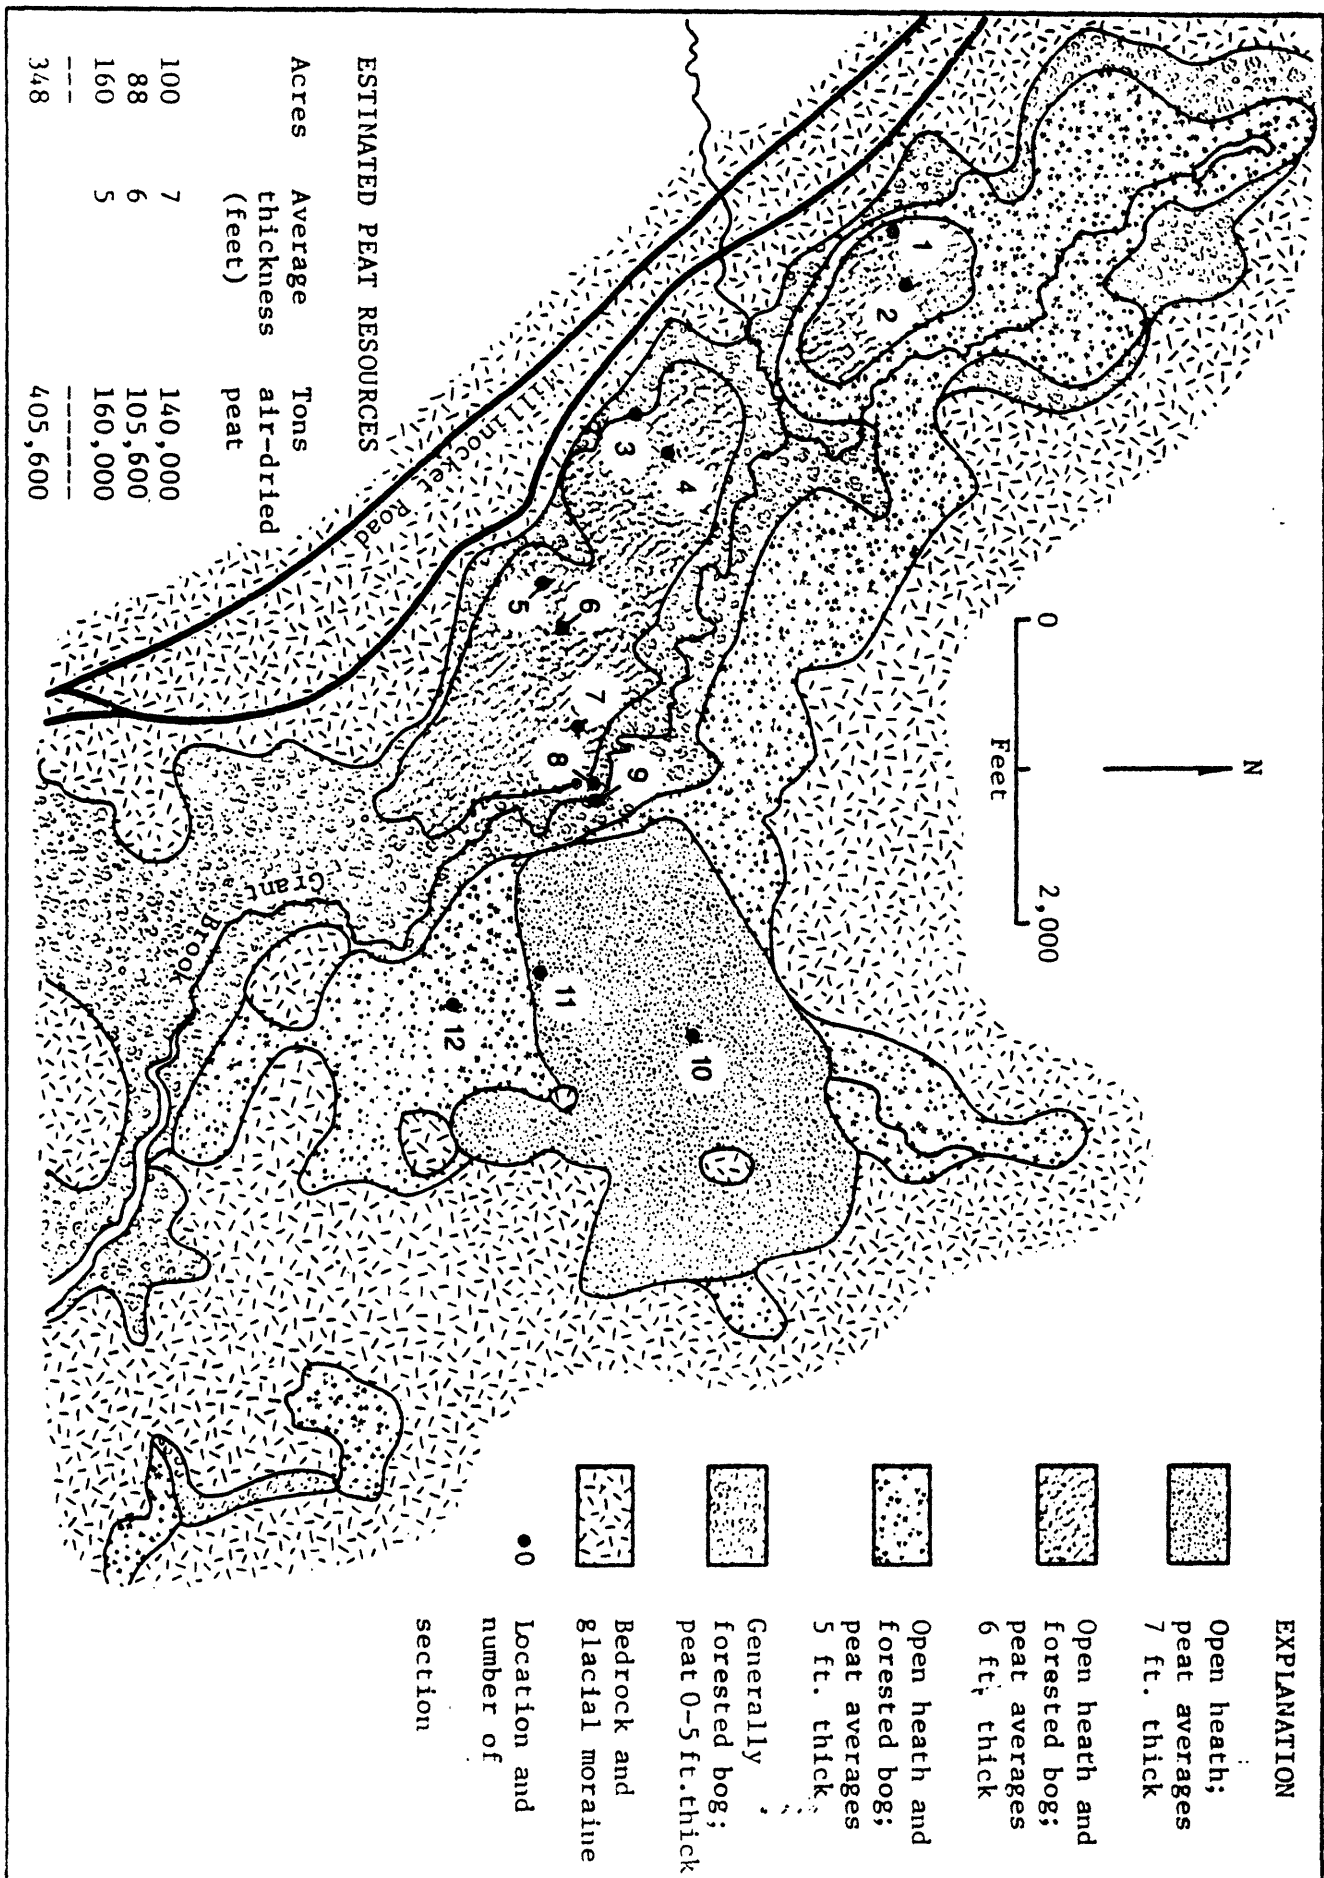 EXPLANATION
Open heath;
peat averages
7 ft. thick
Open heath and
forested bog;
peat averages
6 ft. thick
Open heath and
forested bog;
peat averages
5 ft. thick
Generally
forested bog;
peat 0-5 ft. thick
Bedrock and
glacial moraine
0
Location and
number of
section
N
0
2,000
Feet
1
2
3
4
5
6
7
8
9
10
11
12
Millinocket Road
Grant
Brook
ESTIMATED PEAT RESOURCES
Acres Average Tons
thickness air-dried
(feet) peat
100 7 140,000
88 6 105,600
160 5 160,000
--- ------
348 405,600